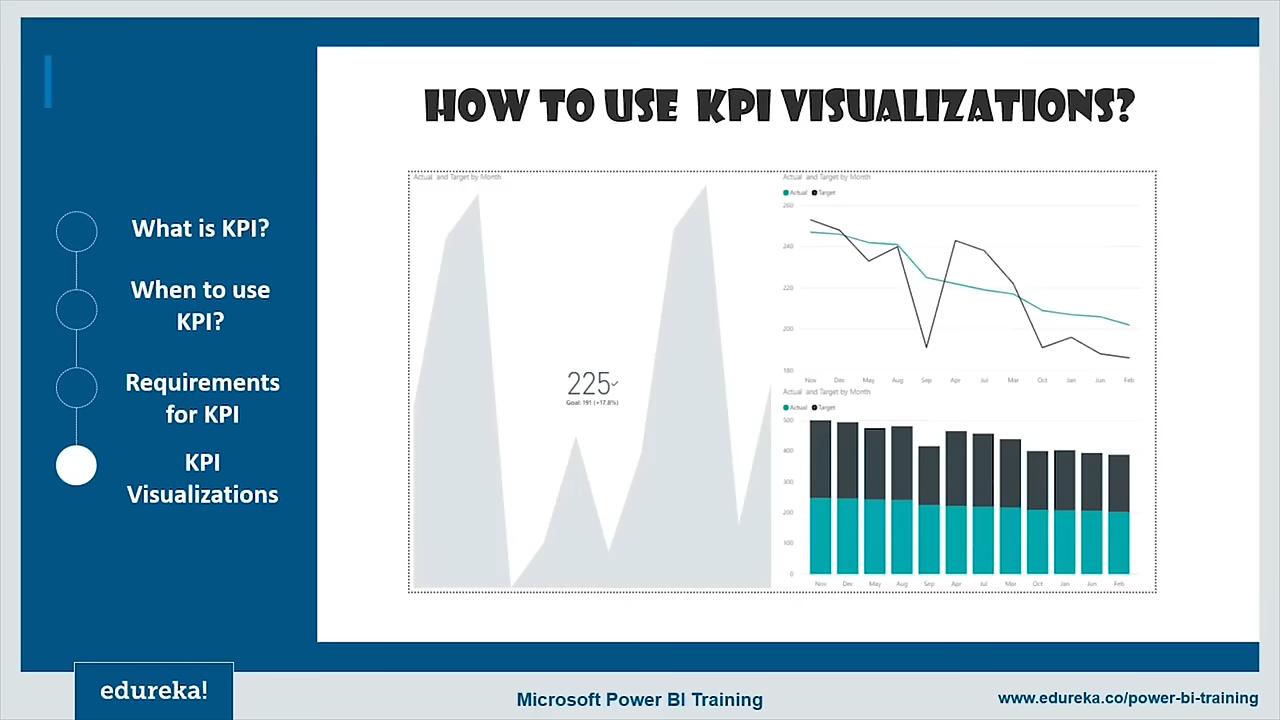 HOW TO USE KPI VISUALIZATIONS?
What is KPI?
When to use
KPI?
Requirements
for KPI
KPI
Visualizations
Actual and Target by Month
225
Goal: 191 (+17.8%)
Actual and Target by Month
Actual Target
260
240
220
200
180
Nov Dec May Aug Sep Apr Jul Mar Oct Jan Jun Feb
Actual and Target by Month
Actual Target
500
400
300
200
100
0
Nov Dec May Aug Sep Apr Jul Mar Oct Jan Jun Feb
edureka!
Microsoft Power BI Training
www.edureka.co/power-bi-training